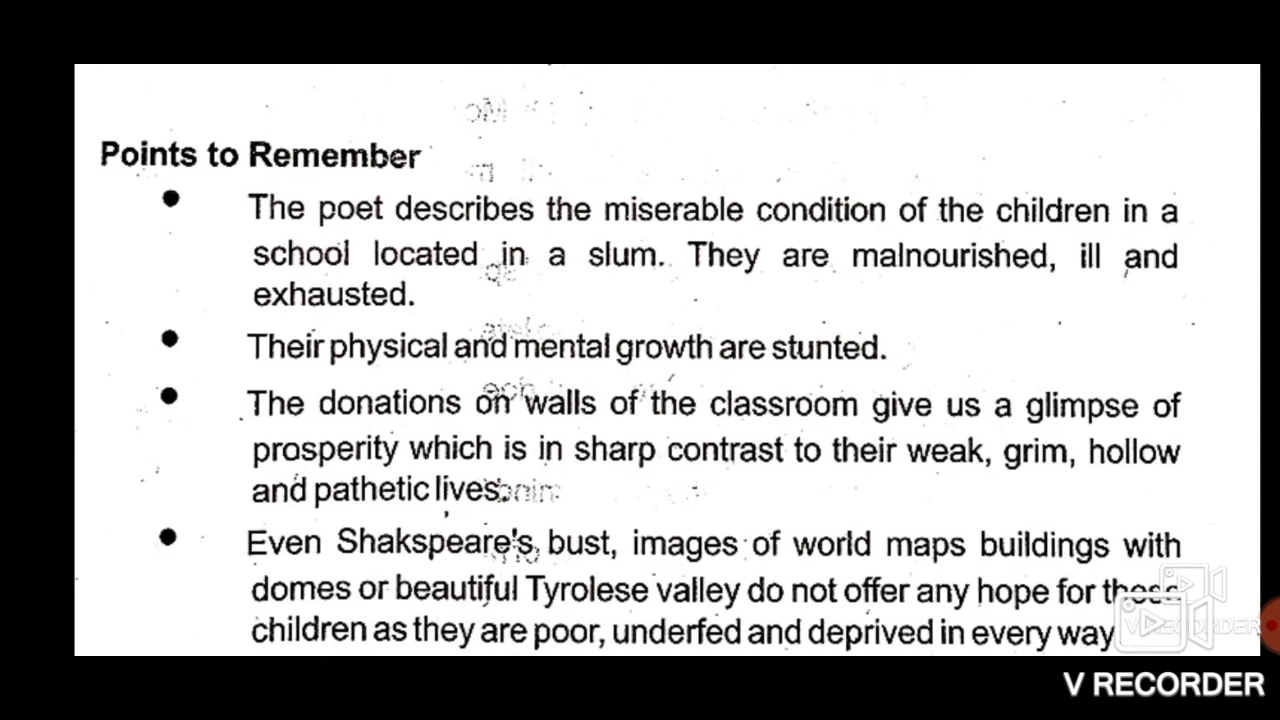 Points to Remember
• The poet describes the miserable condition of the children in a
school located in a slum. They are malnourished, ill and
exhausted.
• Their physical and mental growth are stunted.
• The donations on walls of the classroom give us a glimpse of
prosperity which is in sharp contrast to their weak, grim, hollow
and pathetic lives.
• Even Shakspeare's bust, images of world maps buildings with
domes or beautiful Tyrolese valley do not offer any hope for these
children as they are poor, underfed and deprived in every way
V RECORDER
V RECORDER